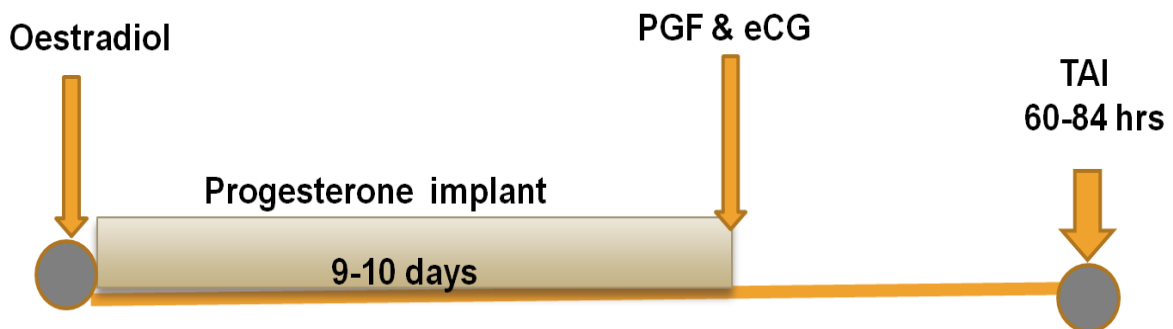 Oestradiol
PGF & eCG
TAI
60-84 hrs
Progesterone implant
9-10 days